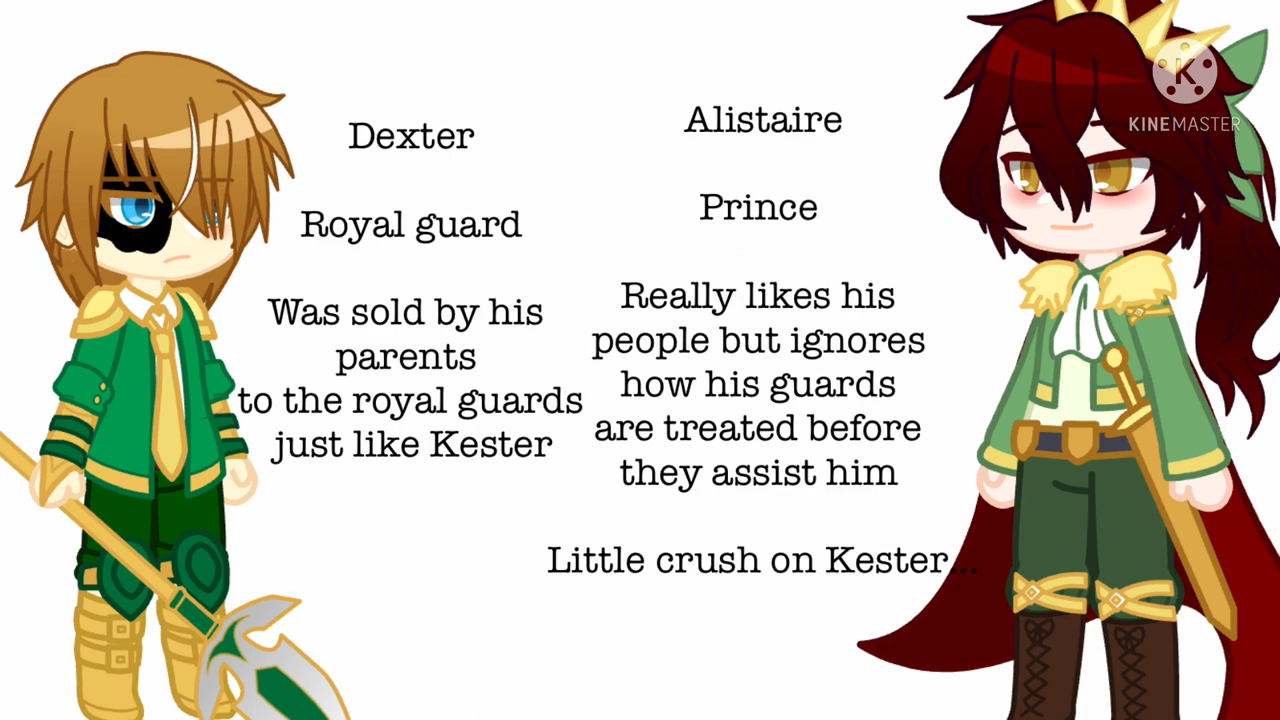 Dexter
Royal guard
Was sold by his
parents
to the royal guards
just like Kester
Alistaire
Prince
Really likes his
people but ignores
how his guards
are treated before
they assist him
Little crush on Kester...
K
KINEMASTER